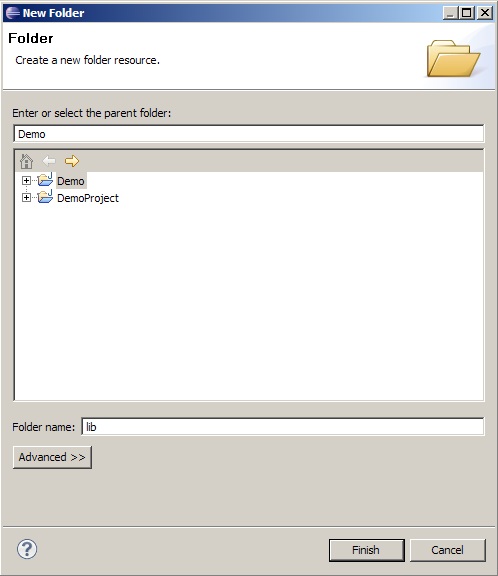 New Folder
Folder
Create a new folder resource.
Enter or select the parent folder:
Demo
Demo
DemoProject
Folder name: lib
Advanced >>
? Finish Cancel